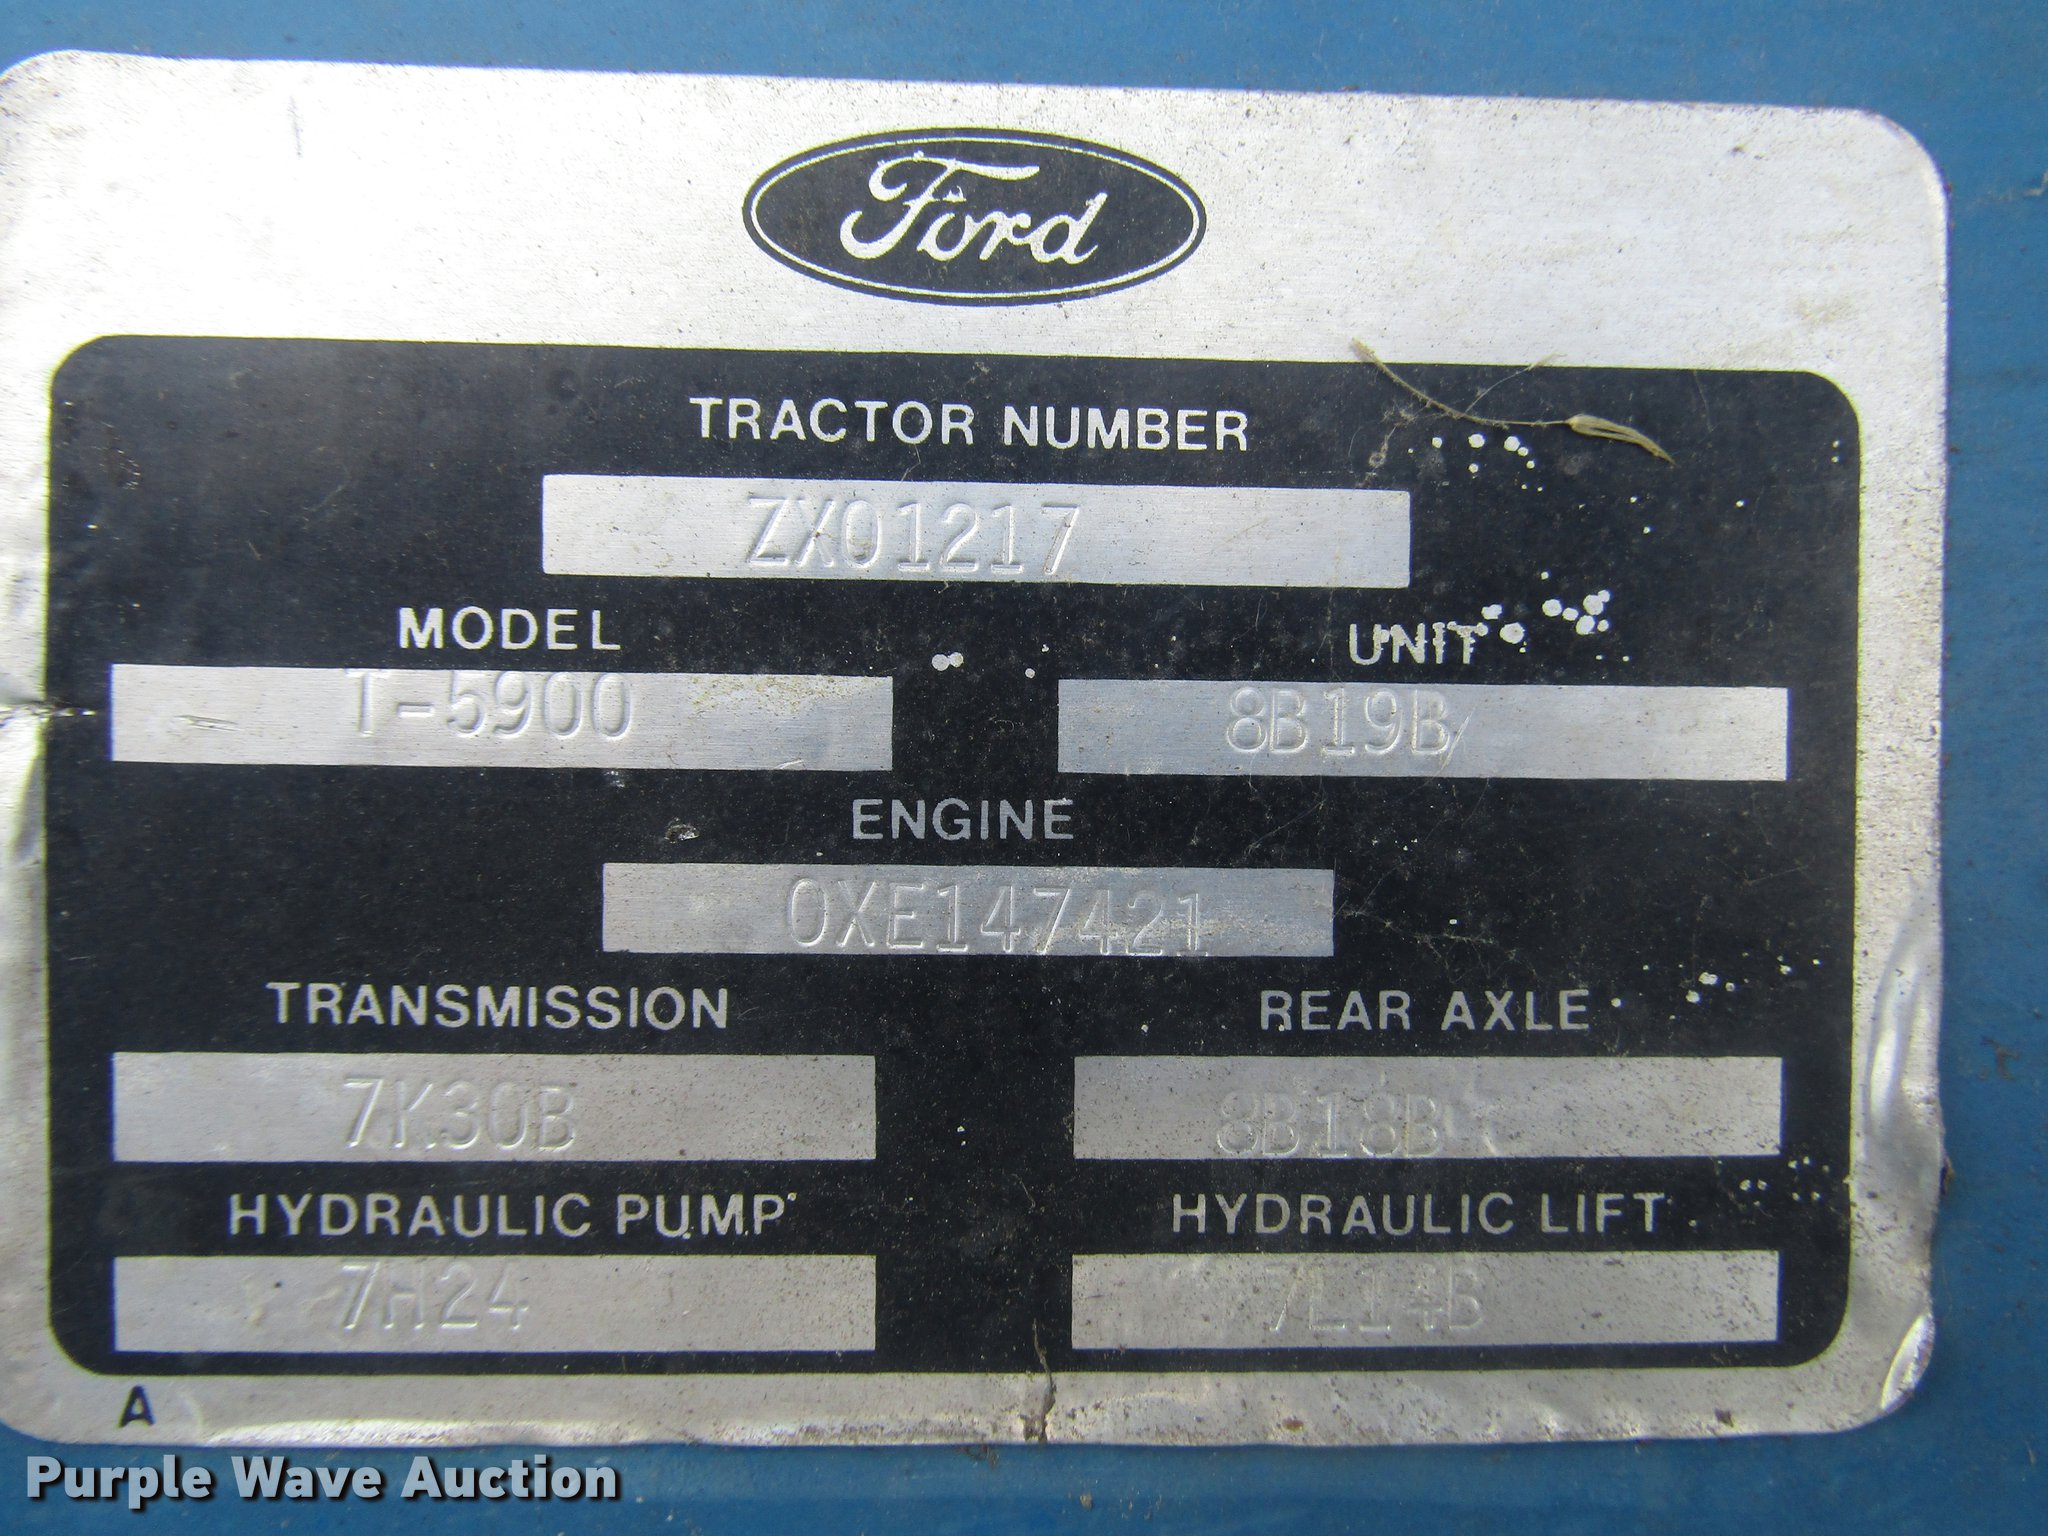 Ford
TRACTOR NUMBER
ZX01217
MODEL UNIT
T-5900 8B19B
ENGINE
0XE147421
TRANSMISSION REAR AXLE
7K30B 8B18B
HYDRAULIC PUMP HYDRAULIC LIFT
7H24 7L14B
A
Purple Wave Auction